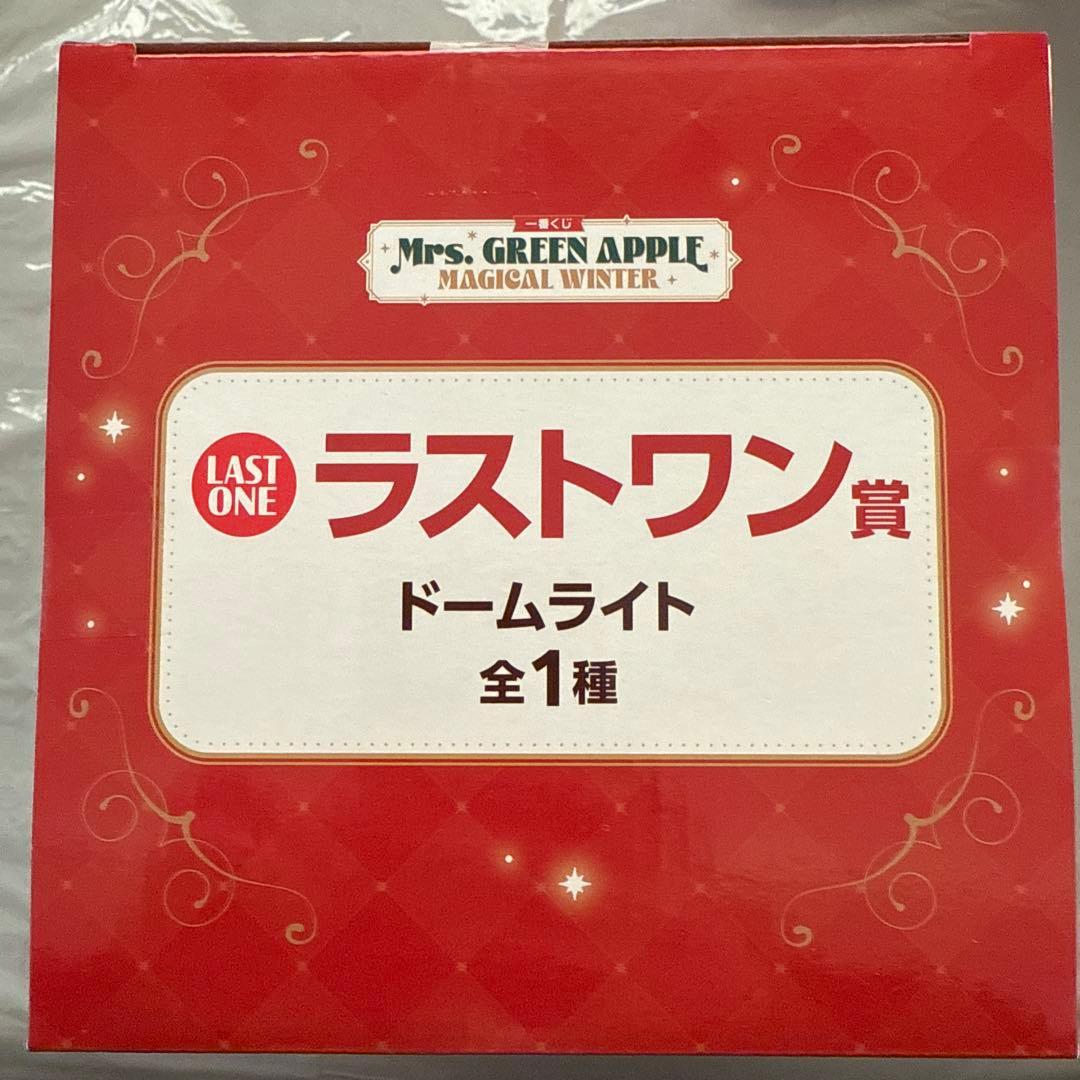 一番くじ
Mrs. GREEN APPLE
MAGICAL WINTER
LAST
ONE
ラストワン賞
ドームライト
全1種